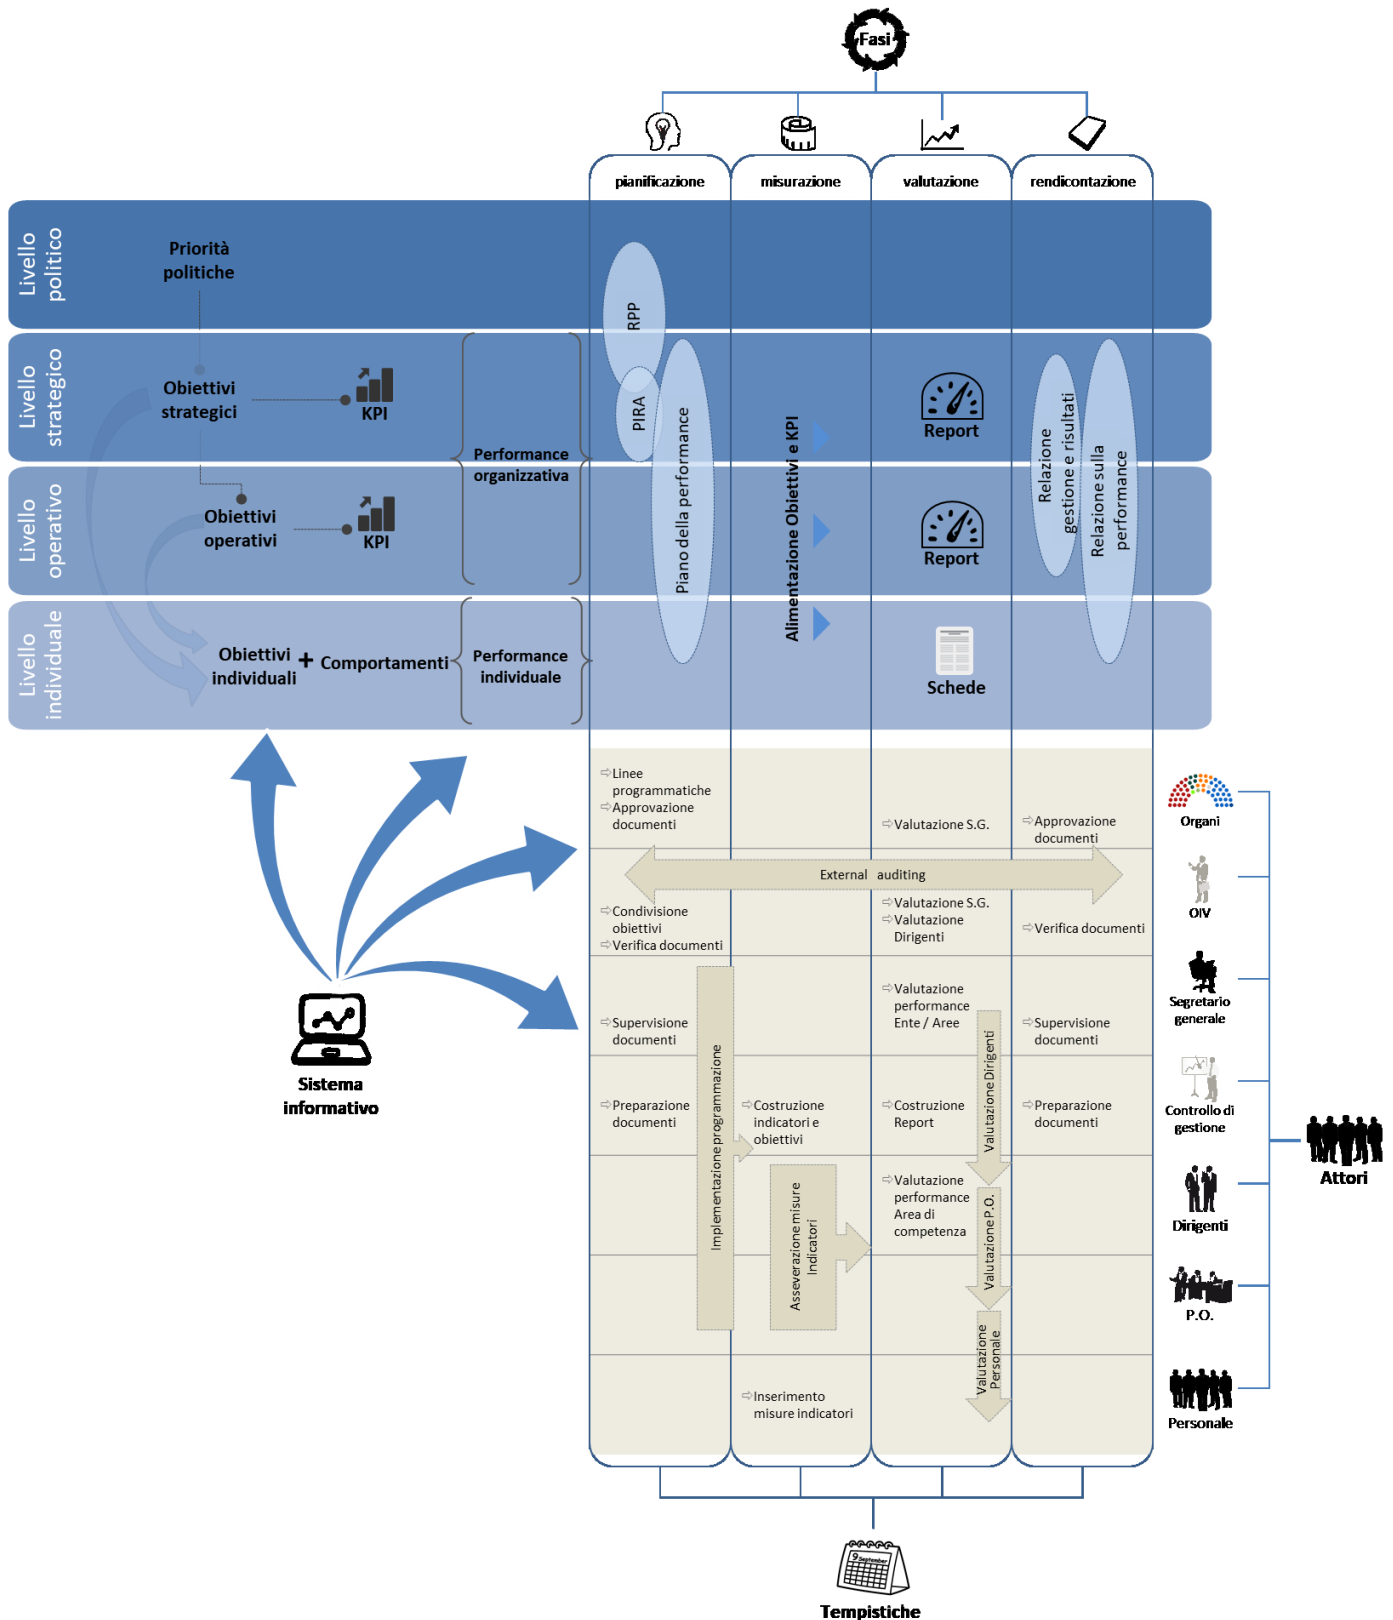 Fasi
pianificazione
misurazione
valutazione
rendicontazione
Livello
politico
Priorità
politiche
RPP
Livello
strategico
Obiettivi
strategici
KPI
Performance
organizzativa
PIRA
Piano della performance
Alimentazione Obiettivi e KPI
Report
Relazione
gestione e risultati
Relazione sulla
performance
Livello
operativo
Obiettivi
operativi
KPI
Report
Livello
individuale
Obiettivi
individuali
+
Comportamenti
Performance
individuale
Schede
⇨Linee
programmatiche
⇨Approvazione
documenti
⇨Valutazione S.G.
⇨Approvazione
documenti
Organi
External auditing
⇨Condivisione
obiettivi
⇨Verifica documenti
⇨Valutazione S.G.
⇨Valutazione
Dirigenti
⇨Verifica documenti
OIV
⇨Supervisione
documenti
⇨Valutazione
performance
Ente / Aree
⇨Supervisione
documenti
Segretario
generale
Implementazione programmazione
Valutazione Dirigenti
⇨Preparazione
documenti
⇨Costruzione
indicatori e
obiettivi
⇨Costruzione
Report
⇨Preparazione
documenti
Controllo di
gestione
Asseverazione misure
Indicatori
⇨Valutazione
performance
Area di
competenza
Valutazione P.O.
Dirigenti
P.O.
Valutazione
Personale
⇨Inserimento
misure indicatori
Personale
Attori
Sistema
informativo
9 September
Tempistiche